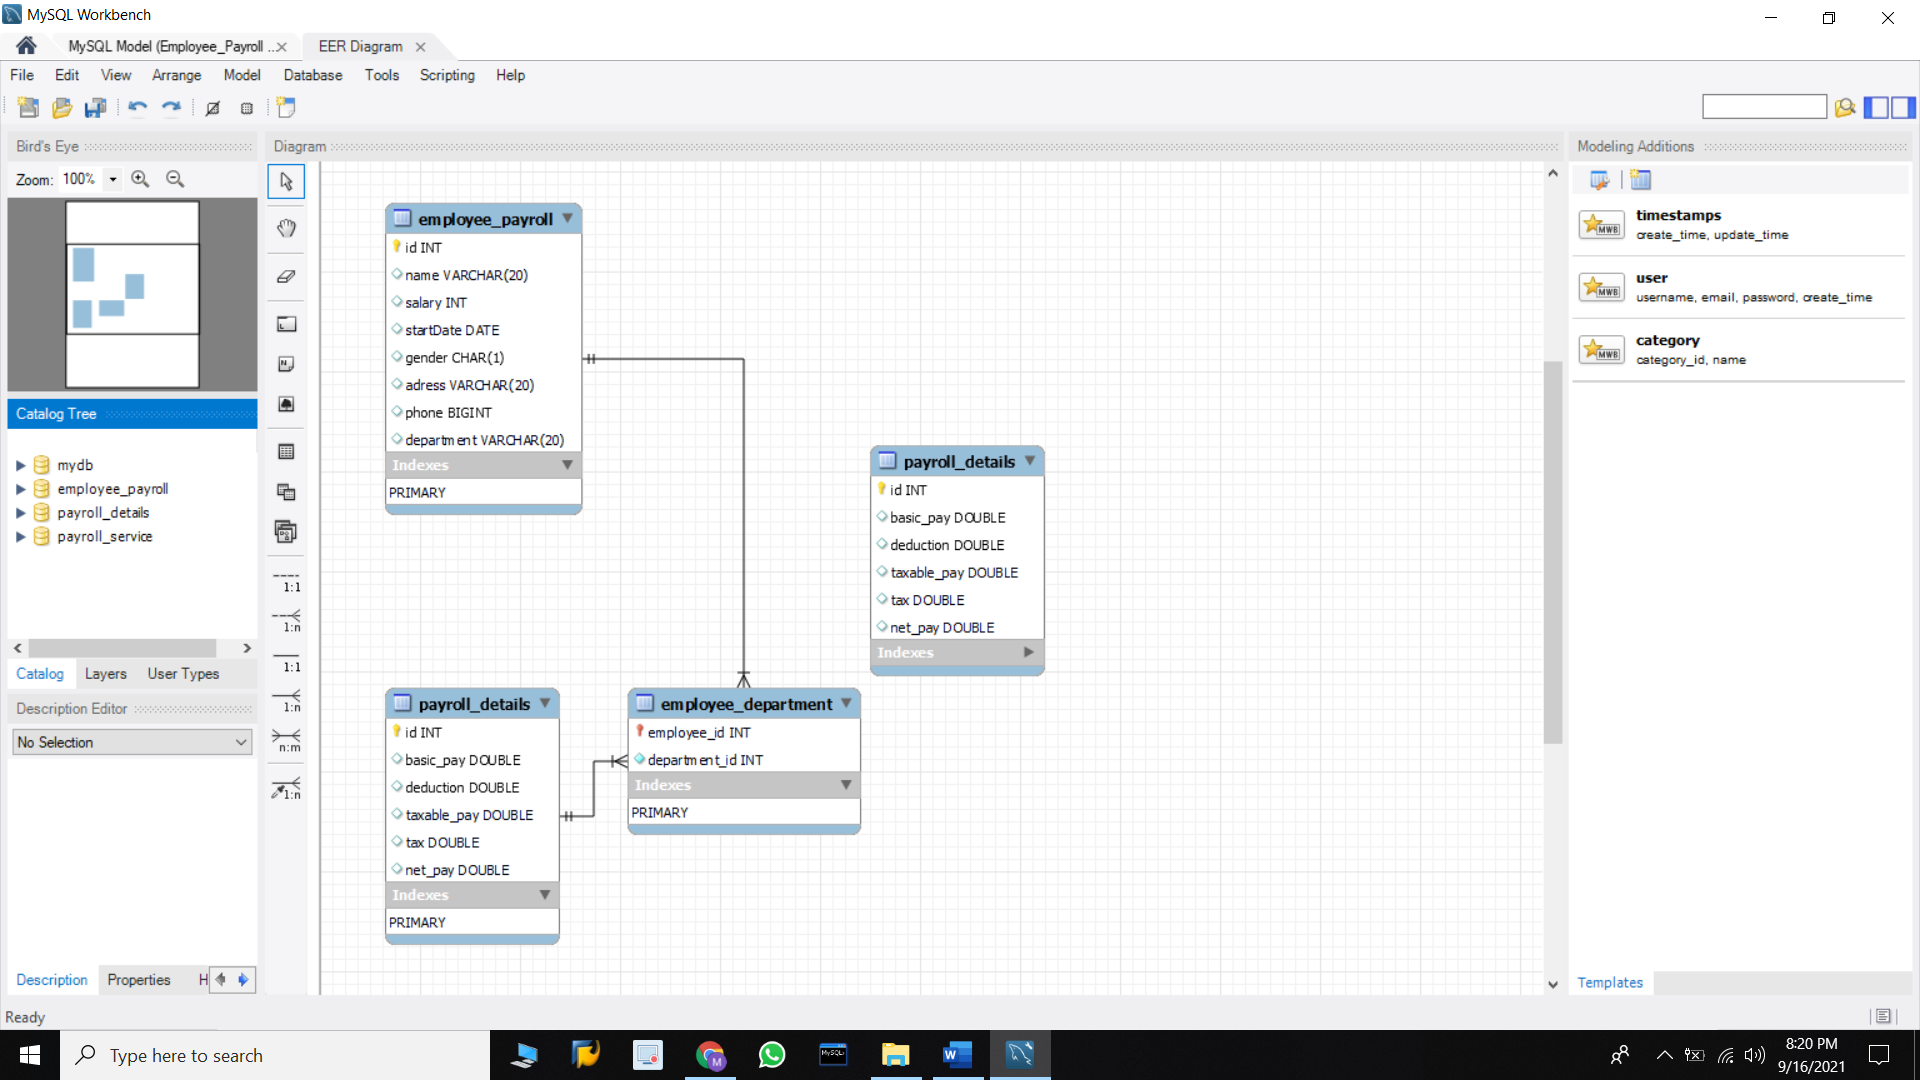 MySQL Workbench
MySQL Model (Employee_Payroll ...
EER Diagram
File Edit View Arrange Model Database Tools Scripting Help
Bird's Eye
Zoom: 100%
Catalog Tree
mydb
employee_payroll
payroll_details
payroll_service
Catalog Layers User Types
Description Editor
No Selection
Description Properties H
Ready
Diagram
1:1
1:n
1:1
1:n
n:m
1:n
employee_payroll
id INT
name VARCHAR(20)
salary INT
startDate DATE
gender CHAR(1)
adress VARCHAR(20)
phone BIGINT
department VARCHAR(20)
Indexes
PRIMARY
payroll_details
id INT
basic_pay DOUBLE
deduction DOUBLE
taxable_pay DOUBLE
tax DOUBLE
net_pay DOUBLE
Indexes
payroll_details
id INT
basic_pay DOUBLE
deduction DOUBLE
taxable_pay DOUBLE
tax DOUBLE
net_pay DOUBLE
Indexes
PRIMARY
employee_department
employee_id INT
department_id INT
Indexes
PRIMARY
Modeling Additions
timestamps
create_time, update_time
user
username, email, password, create_time
category
category_id, name
MWB
MWB
MWB
Templates
Type here to search
M
MySQL
W
8:20 PM
9/16/2021